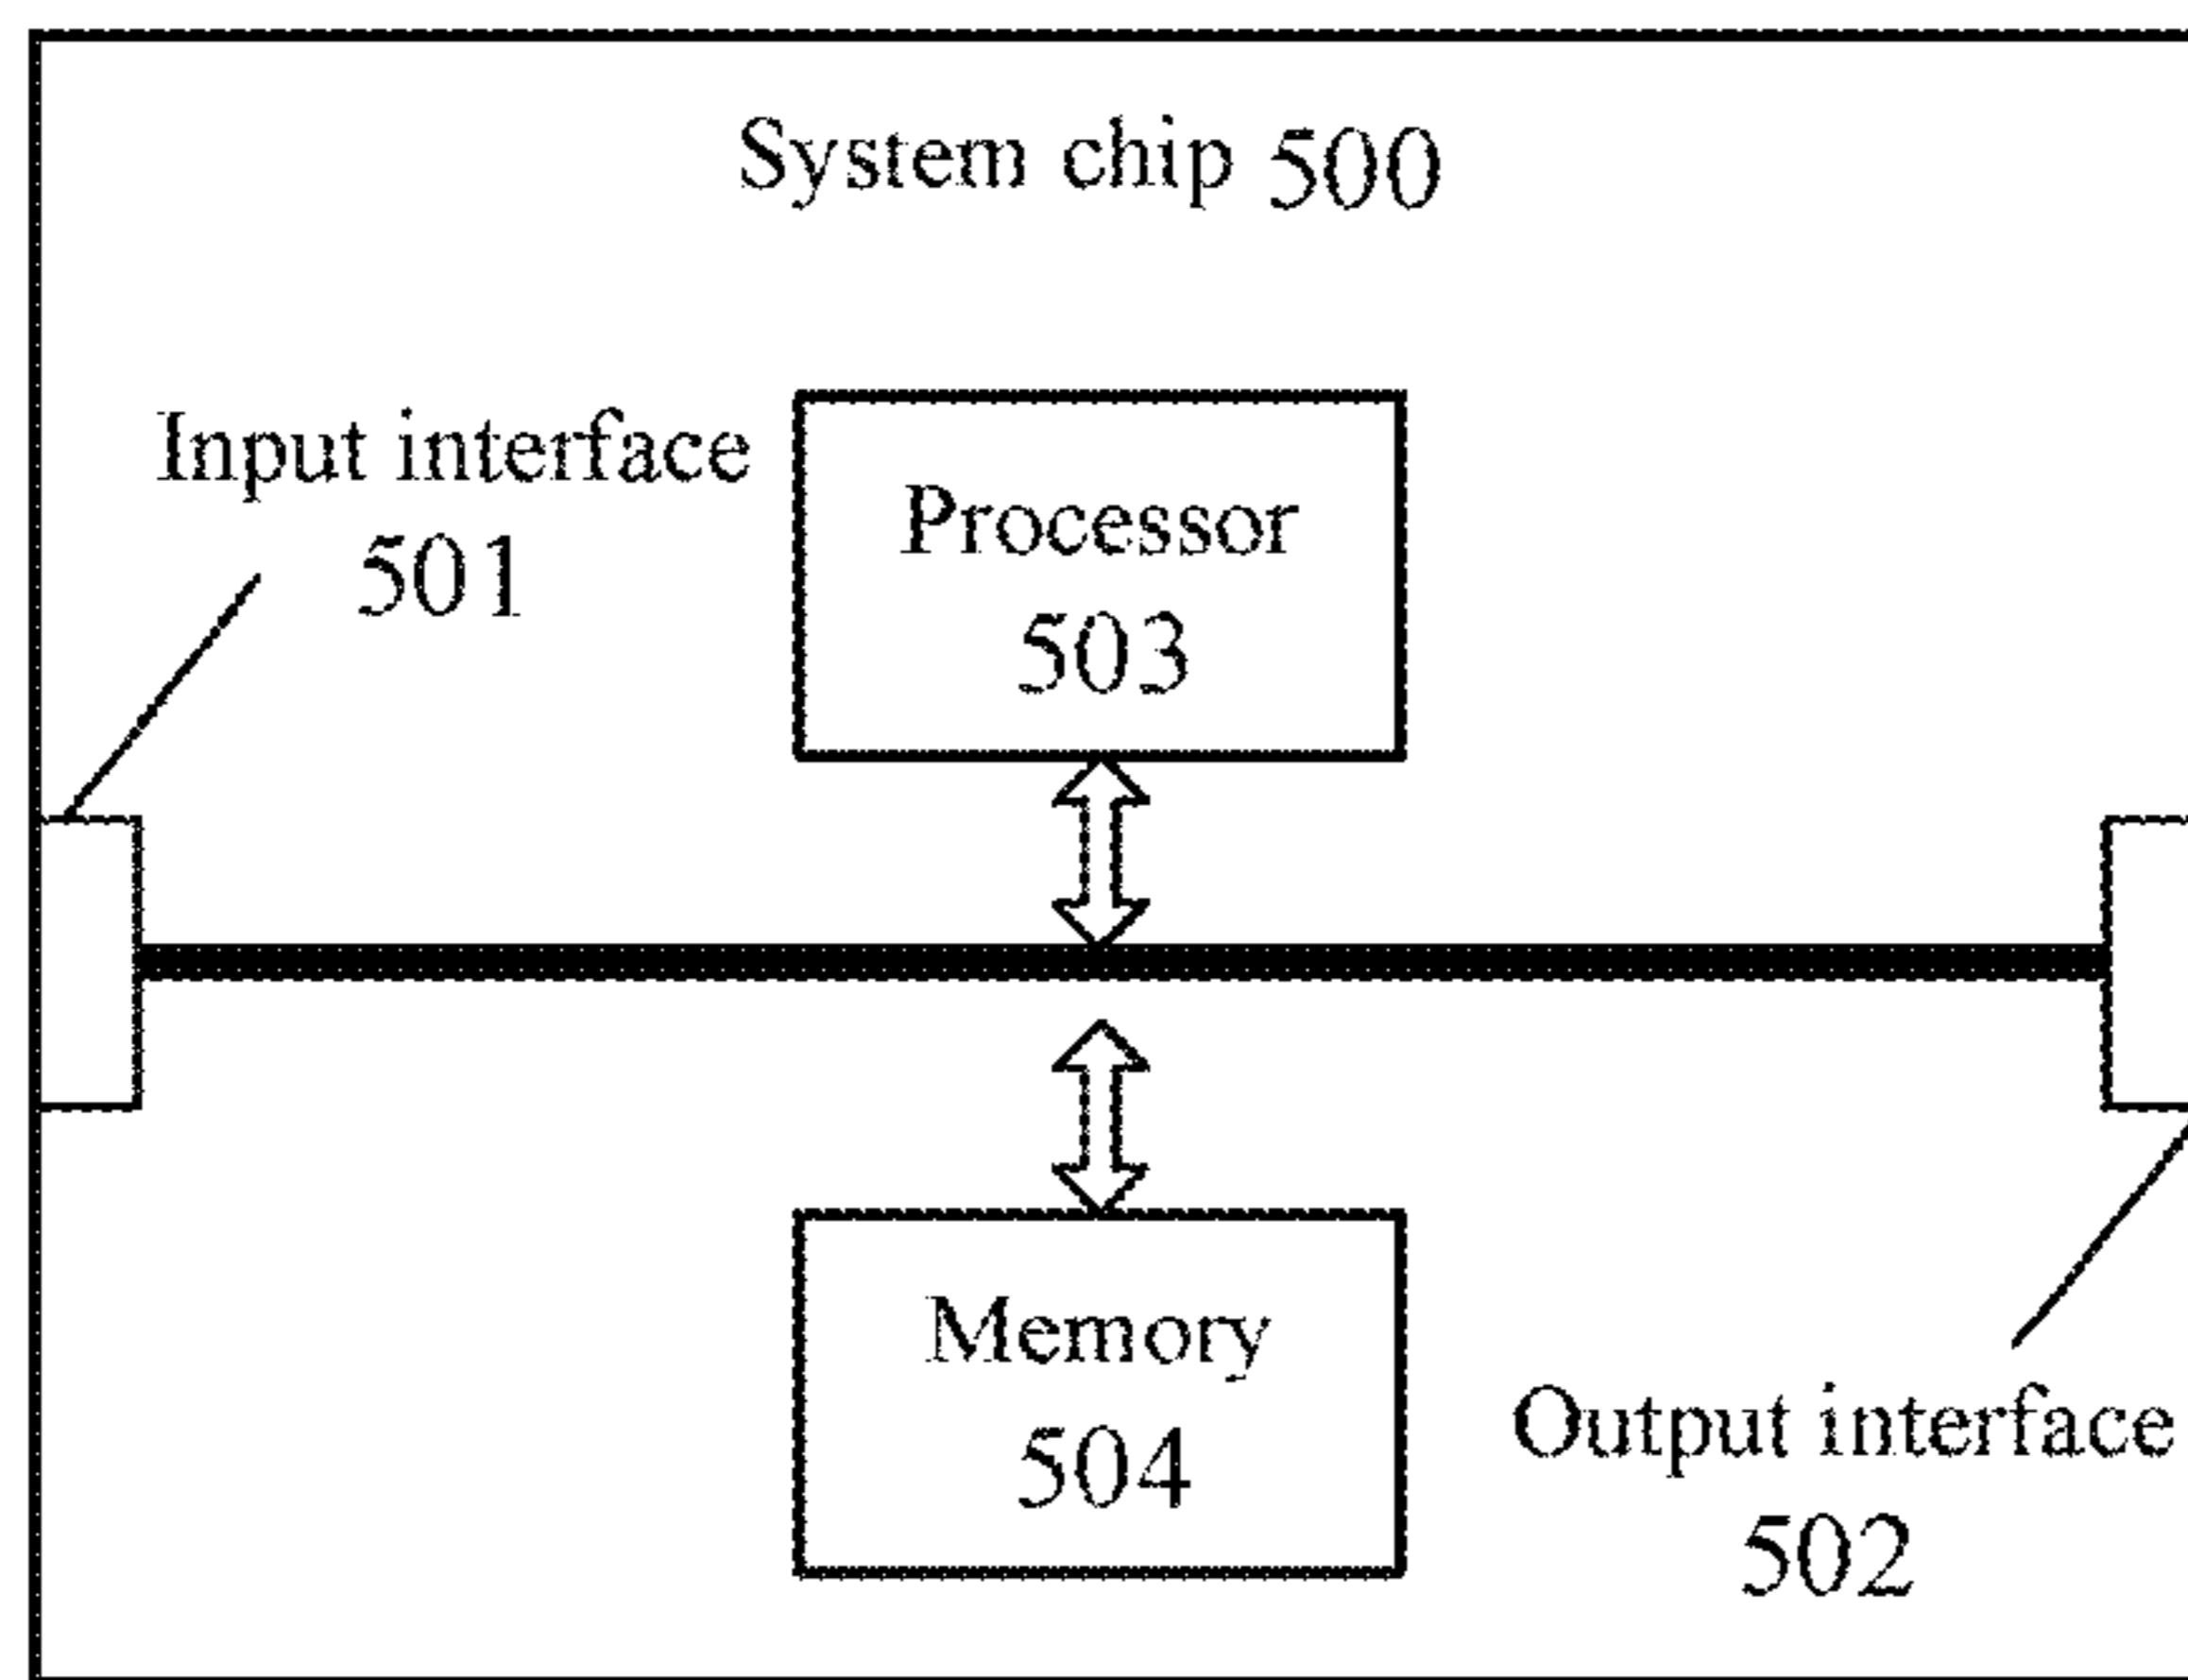 System chip 500
Input interface
501
Processor
503
Memory
504
Output interface
502